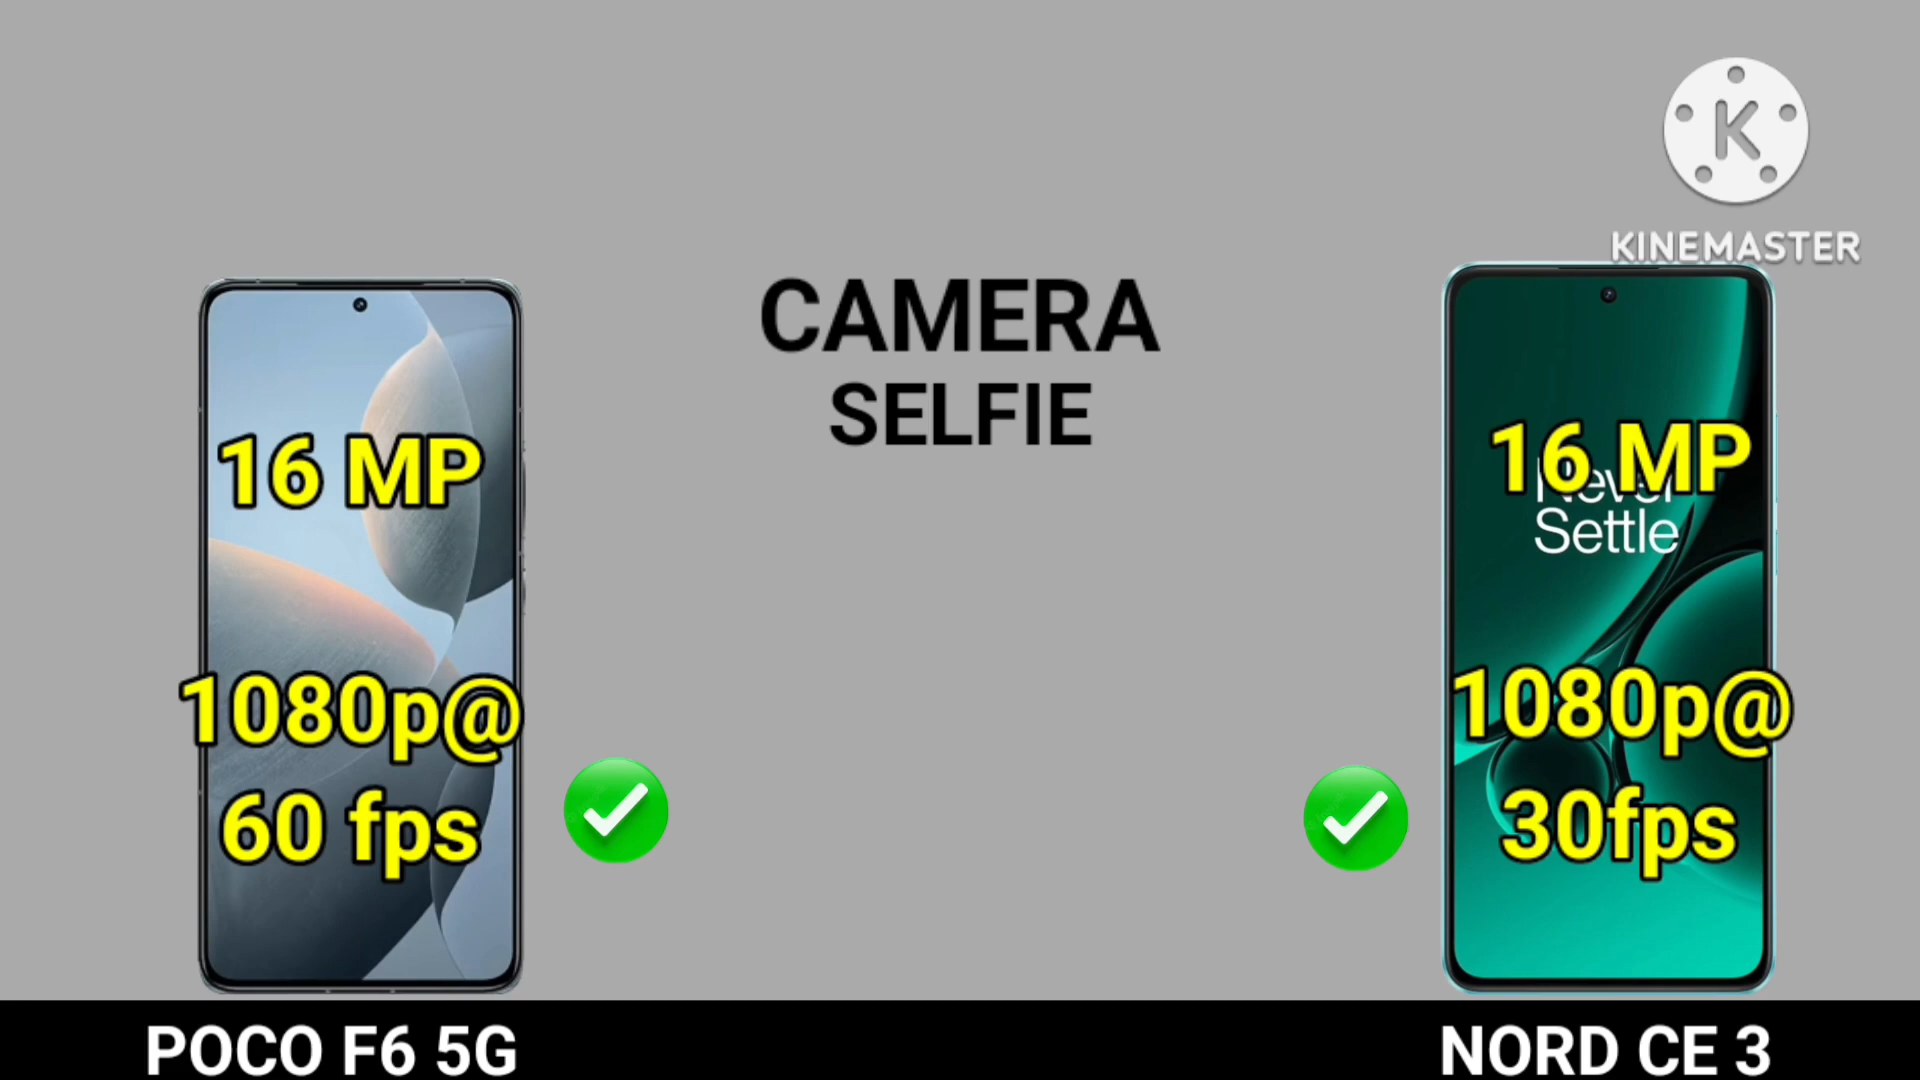 K
KINEMASTER
CAMERA
SELFIE
16 MP
1080p@
60 fps
16 MP
Never
Settle
1080p@
30fps
POCO F6 5G
NORD CE 3